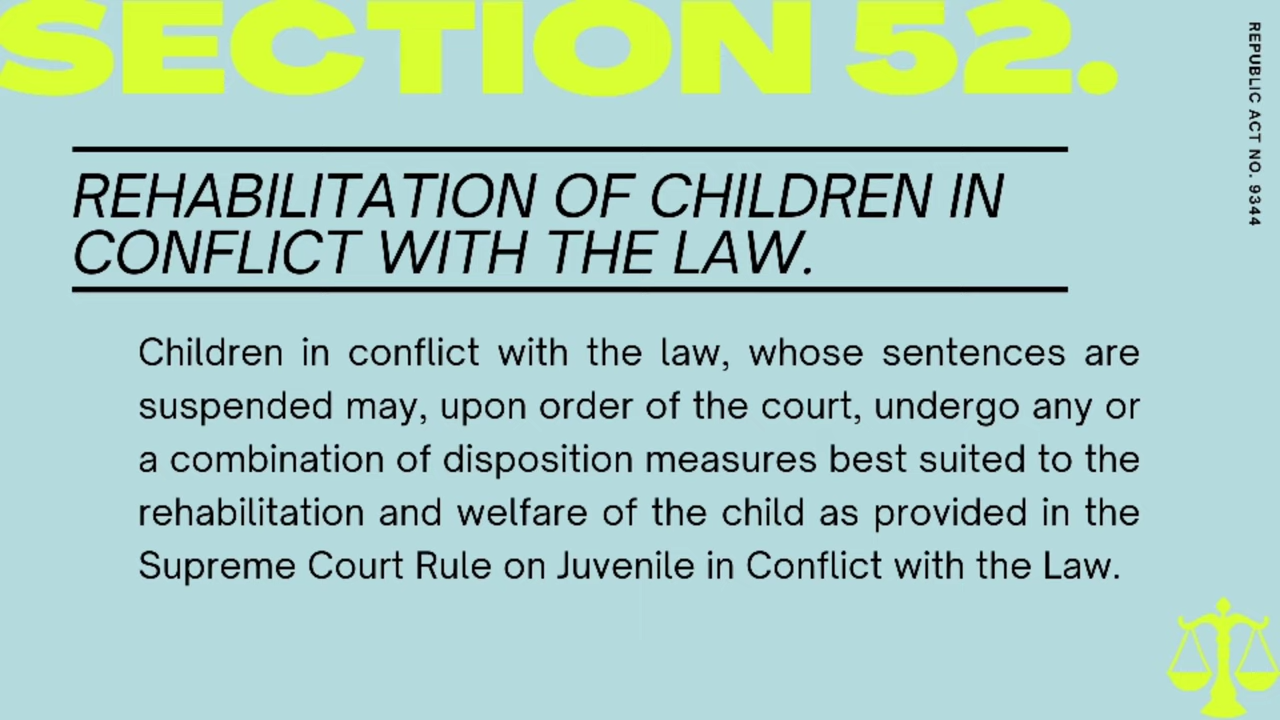 SECTION 52.
REPUBLIC ACT NO. 9344
REHABILITATION OF CHILDREN IN
CONFLICT WITH THE LAW.
Children in conflict with the law, whose sentences are
suspended may, upon order of the court, undergo any or
a combination of disposition measures best suited to the
rehabilitation and welfare of the child as provided in the
Supreme Court Rule on Juvenile in Conflict with the Law.